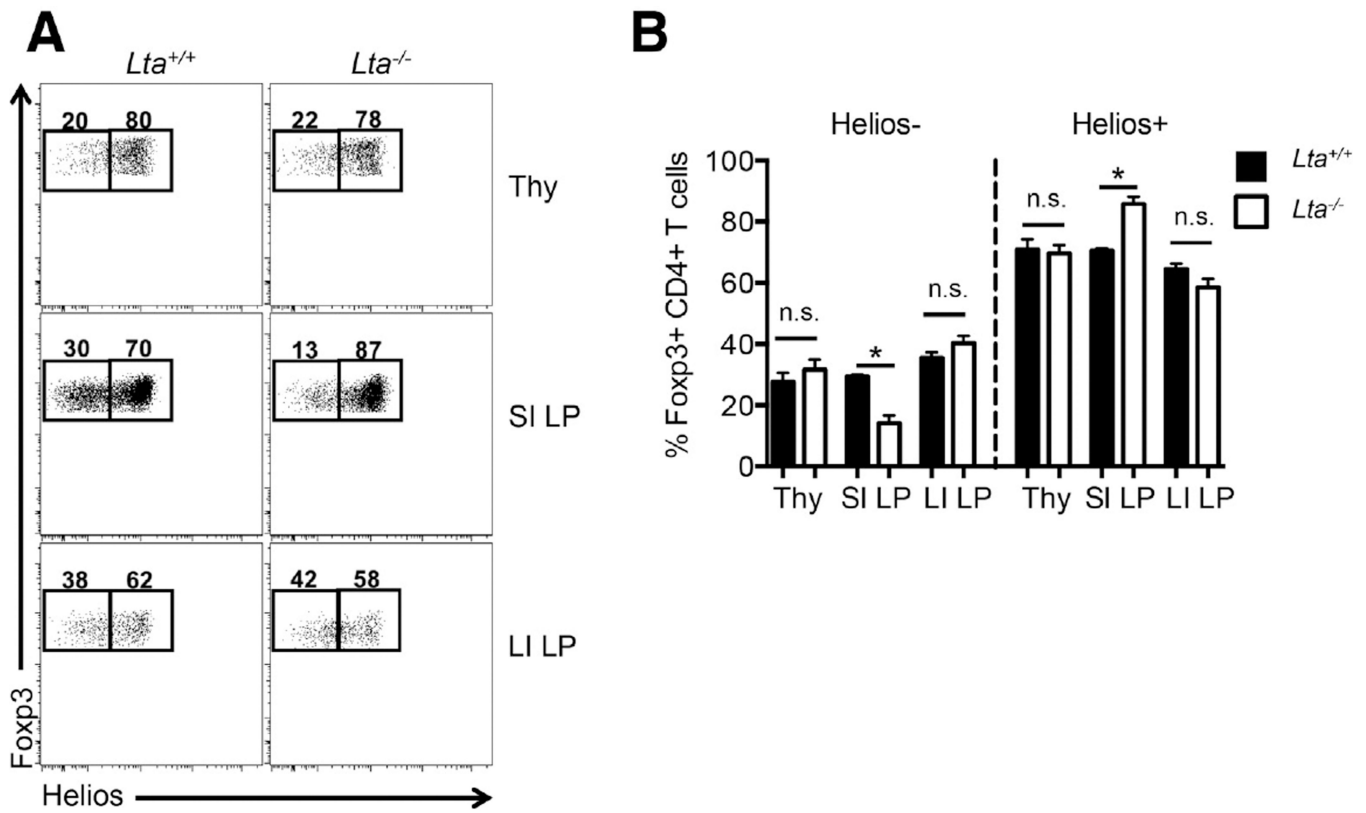 A
Lta+/+
Lta-/-
20 80
22 78
Thy
30 70
13 87
SI LP
38 62
42 58
LI LP
Foxp3
Helios
B
Helios-
Helios+
Lta+/+
Lta-/-
% Foxp3+ CD4+ T cells
100
80
60
40
20
0
n.s.
*
n.s.
n.s.
*
n.s.
Thy SI LP LI LP Thy SI LP LI LP